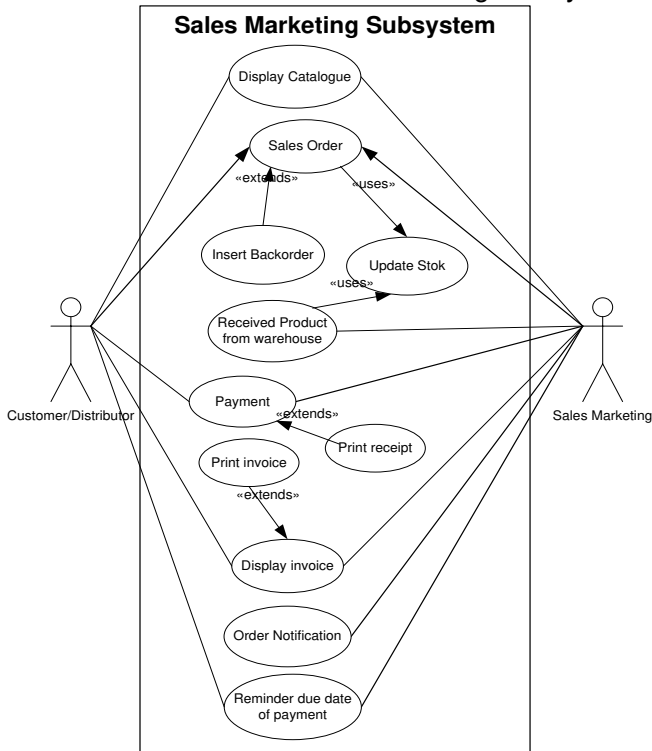 Sales Marketing Subsystem
Display Catalogue
Sales Order
«extends»
«uses»
Insert Backorder
Update Stok
«uses»
Received Product
from warehouse
Customer/Distributor
Sales Marketing
Payment
«extends»
Print receipt
Print invoice
«extends»
Display invoice
Order Notification
Reminder due date
of payment